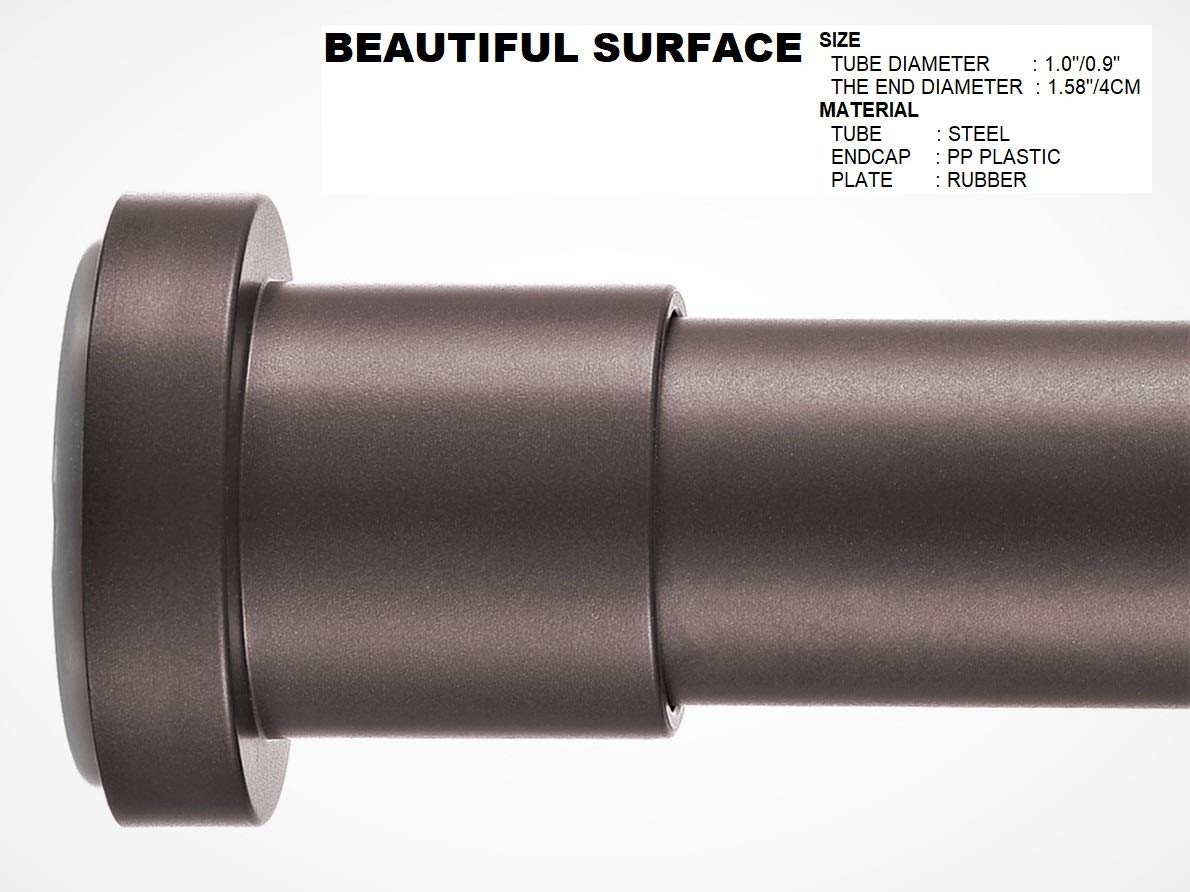 BEAUTIFUL SURFACE
SIZE
TUBE DIAMETER : 1.0"/0.9"
THE END DIAMETER : 1.58"/4CM
MATERIAL
TUBE : STEEL
ENDCAP : PP PLASTIC
PLATE : RUBBER